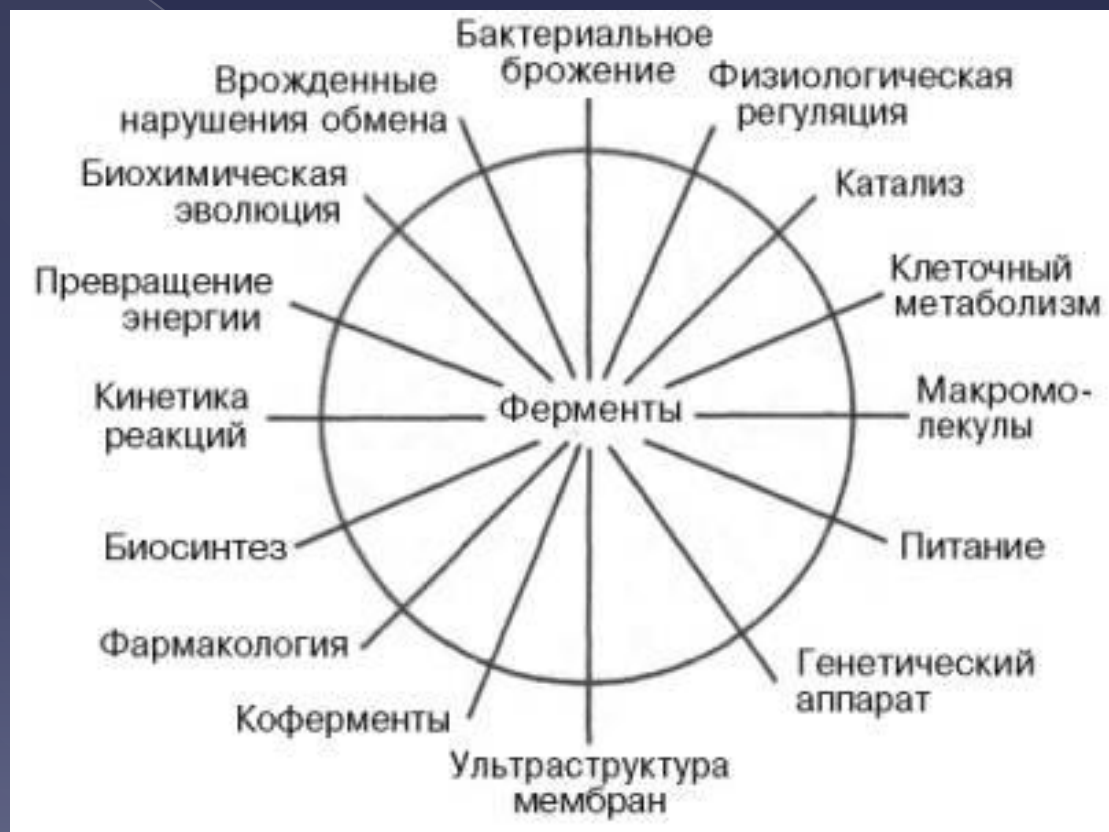 Бактериальное
брожение
Физиологическая
регуляция
Катализ
Клеточный
метаболизм
Макромо-
лекулы
Питание
Генетический
аппарат
Ультраструктура
мембран
Коферменты
Фармакология
Биосинтез
Кинетика
реакций
Превращение
энергии
Биохимическая
эволюция
Врожденные
нарушения обмена
Ферменты